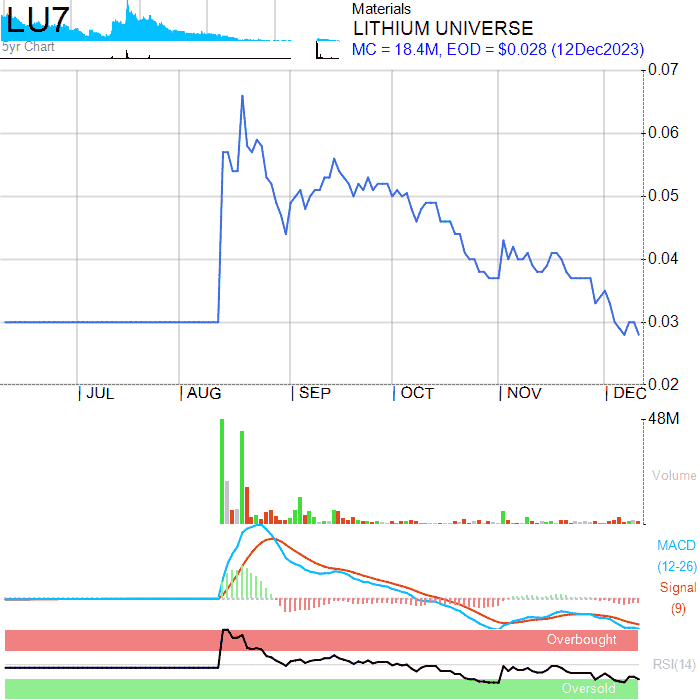 LU7
5yr Chart
Materials
LITHIUM UNIVERSE
MC = 18.4M, EOD = $0.028 (12Dec2023)
0.07
0.06
0.05
0.04
0.03
0.02
JUL AUG SEP OCT NOV DEC
48M
Volume
MACD
(12-26)
Signal
(9)
Overbought
RSI(14)
Oversold